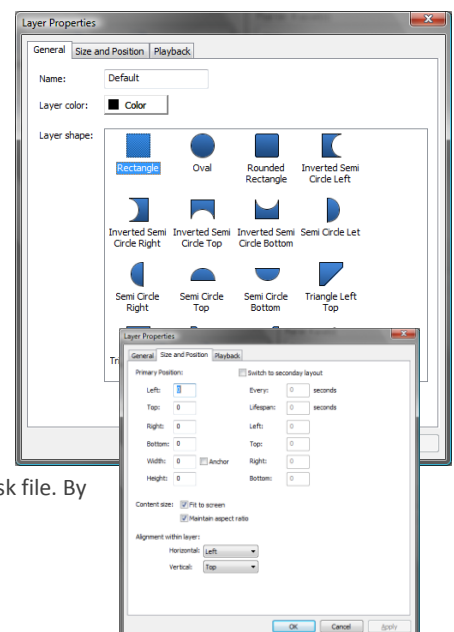 Layer Properties
General Size and Position Playback
Name: Default
Layer color: Color
Layer shape:
Rectangle Oval Rounded Rectangle Inverted Semi Circle Left
Inverted Semi Circle Right Inverted Semi Circle Top Inverted Semi Circle Bottom Semi Circle Let
Semi Circle Right Semi Circle Top Semi Circle Bottom Triangle Left Top
Layer Properties
General Size and Position Playback
Primary Position: Switch to seconday layout
Left: 0 Every: 0 seconds
Top: 0 Lifespan: 0 seconds
Right: 0 Left: 0
Bottom: 0 Top: 0
Width: 0 Anchor Right: 0
Height: 0 Bottom: 0
Content size: Fit to screen
Maintain aspect ratio
Alignment within layer:
Horizontal: Left
Vertical: Top
OK Cancel Apply
sk file. By